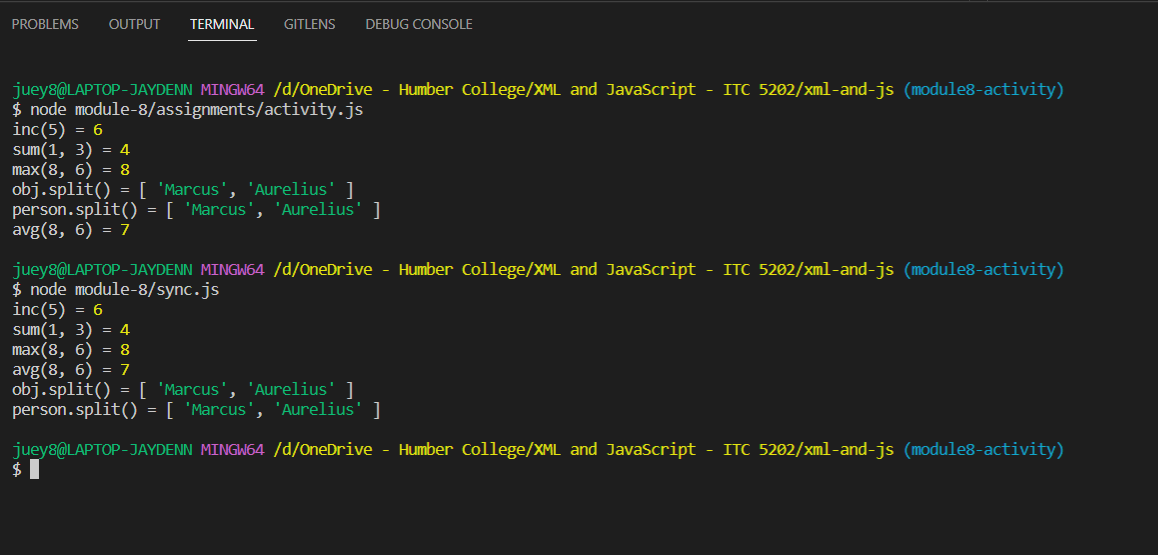 PROBLEMS OUTPUT TERMINAL GITLENS DEBUG CONSOLE
juey8@LAPTOP-JAYDENN MINGW64 /d/OneDrive - Humber College/XML and JavaScript - ITC 5202/xml-and-js (module8-activity)
$ node module-8/assignments/activity.js
inc(5) = 6
sum(1, 3) = 4
max(8, 6) = 8
obj.split() = [ 'Marcus', 'Aurelius' ]
person.split() = [ 'Marcus', 'Aurelius' ]
avg(8, 6) = 7
juey8@LAPTOP-JAYDENN MINGW64 /d/OneDrive - Humber College/XML and JavaScript - ITC 5202/xml-and-js (module8-activity)
$ node module-8/sync.js
inc(5) = 6
sum(1, 3) = 4
max(8, 6) = 8
avg(8, 6) = 7
obj.split() = [ 'Marcus', 'Aurelius' ]
person.split() = [ 'Marcus', 'Aurelius' ]
juey8@LAPTOP-JAYDENN MINGW64 /d/OneDrive - Humber College/XML and JavaScript - ITC 5202/xml-and-js (module8-activity)
$